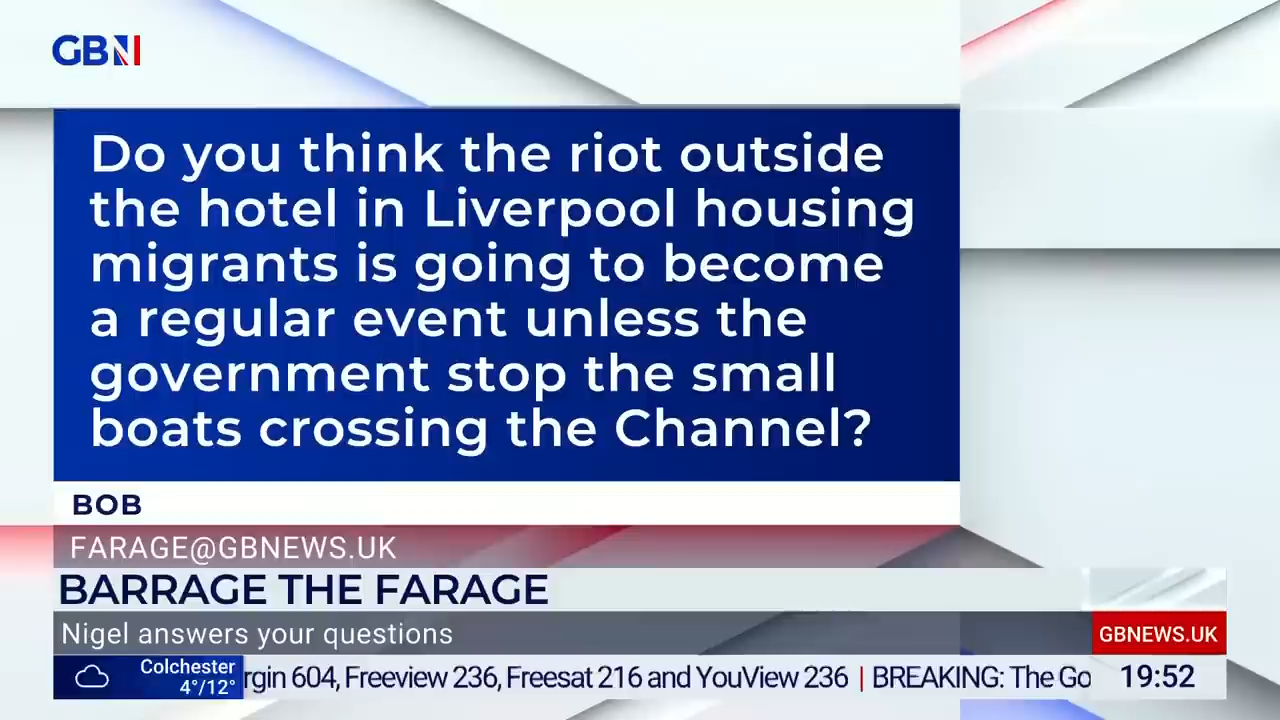 GBN
Do you think the riot outside
the hotel in Liverpool housing
migrants is going to become
a regular event unless the
government stop the small
boats crossing the Channel?
BOB
FARAGE@GBNEWS.UK
BARRAGE THE FARAGE
Nigel answers your questions
GBNEWS.UK
Colchester
4°/12°
rgin 604, Freeview 236, Freesat 216 and YouView 236 | BREAKING: The Go
19:52